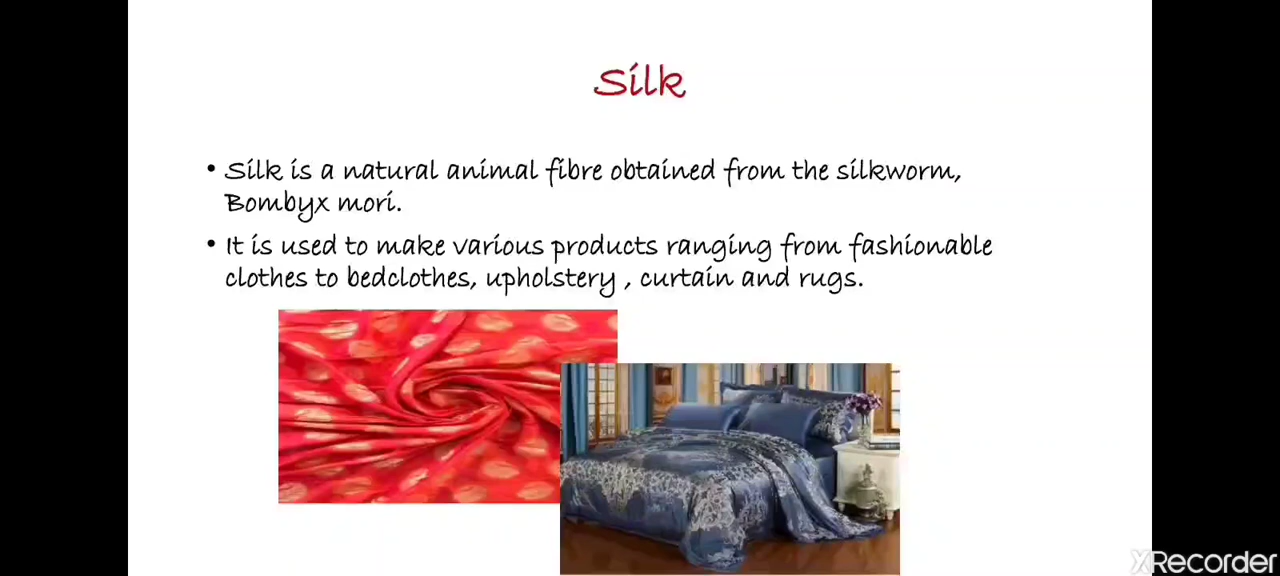 Silk
• Silk is a natural animal fibre obtained from the silkworm,
Bombyx mori.
• It is used to make various products ranging from fashionable
clothes to bedclothes, upholstery , curtain and rugs.
XRecorder